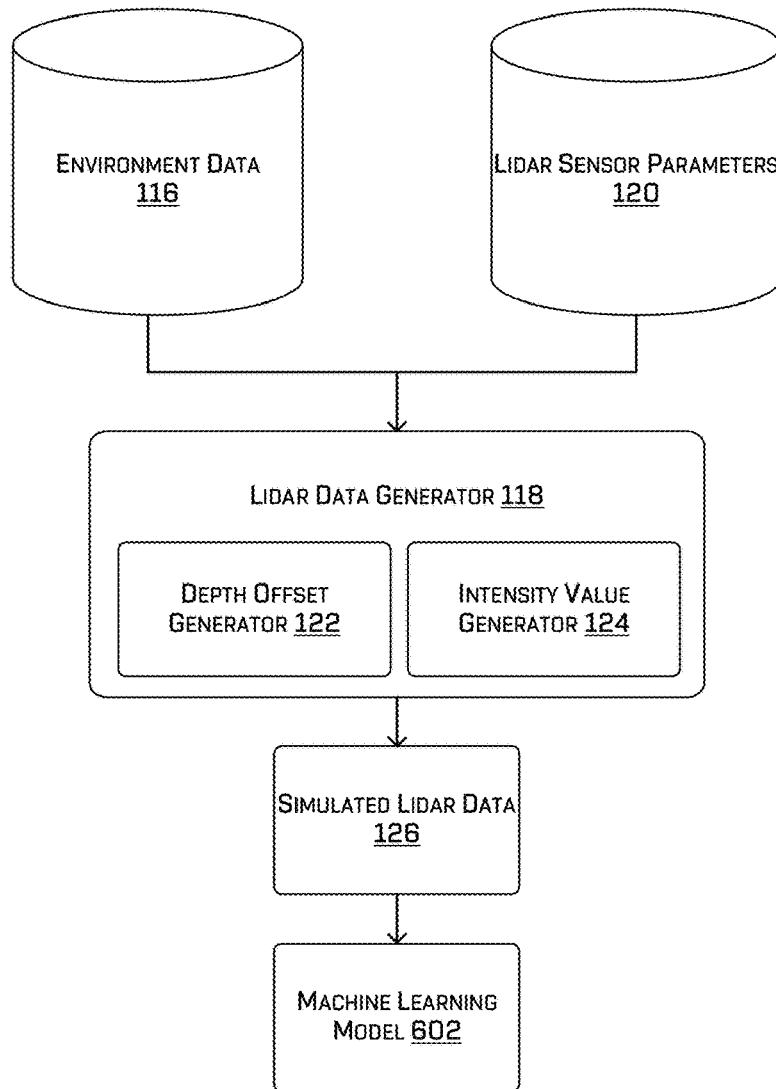 ENVIRONMENT DATA
116
LIDAR SENSOR PARAMETERS
120
LIDAR DATA GENERATOR 118
DEPTH OFFSET
GENERATOR 122
INTENSITY VALUE
GENERATOR 124
SIMULATED LIDAR DATA
126
MACHINE LEARNING
MODEL 602